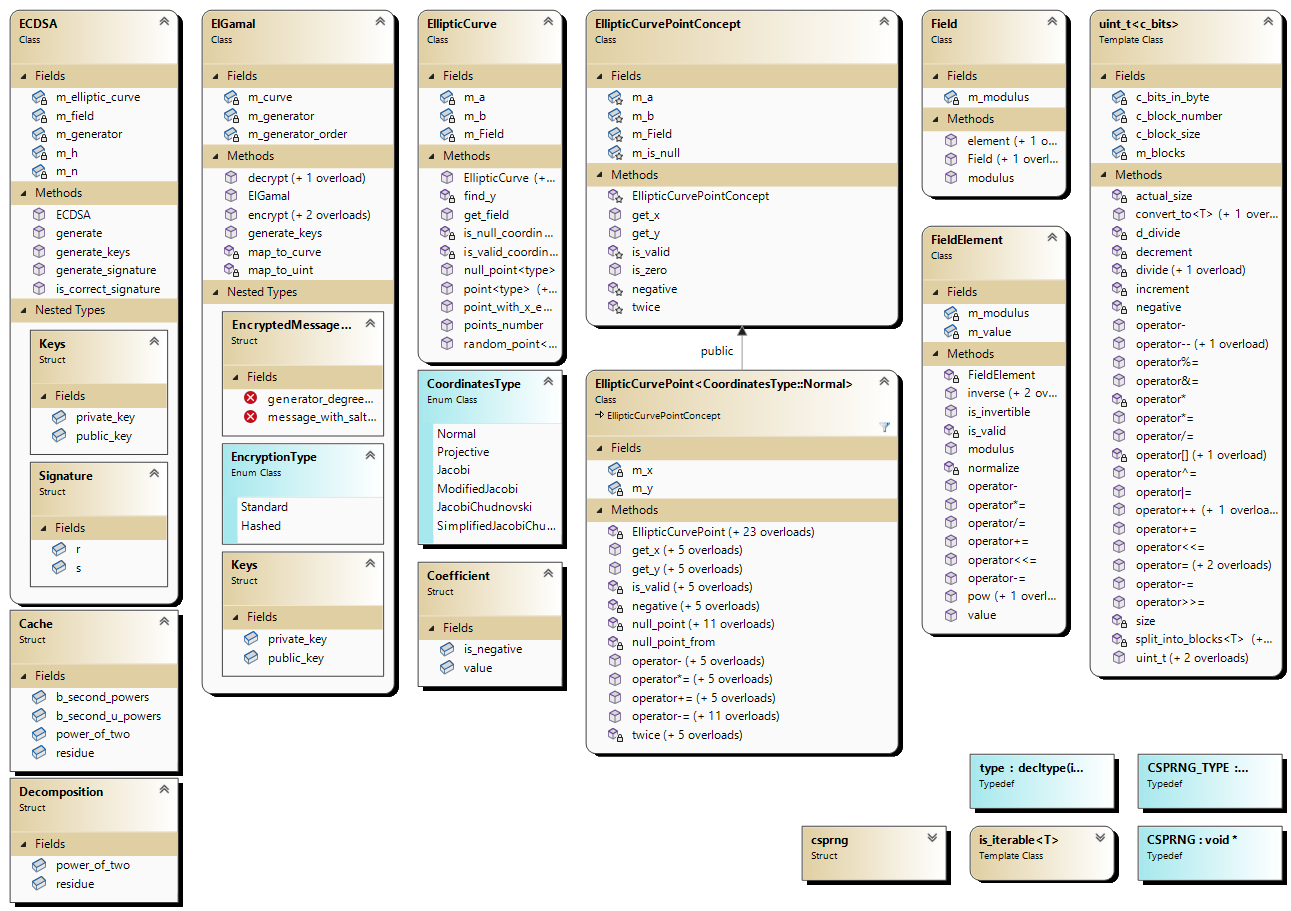 ECDSA
Class
Fields
m_elliptic_curve
m_field
m_generator
m_h
m_n
Methods
ECDSA
generate
generate_keys
generate_signature
is_correct_signature
Nested Types
Keys
Struct
Fields
private_key
public_key
Signature
Struct
Fields
r
s
Cache
Struct
Fields
b_second_powers
b_second_u_powers
power_of_two
residue
Decomposition
Struct
Fields
power_of_two
residue
ElGamal
Class
Fields
m_curve
m_generator
m_generator_order
Methods
decrypt (+ 1 overload)
ElGamal
encrypt (+ 2 overloads)
generate_keys
map_to_curve
map_to_uint
Nested Types
EncryptedMessage...
Struct
Fields
generator_degree...
message_with_salt...
EncryptionType
Enum Class
Standard
Hashed
Keys
Struct
Fields
private_key
public_key
EllipticCurve
Class
Fields
m_a
m_b
m_Field
Methods
EllipticCurve (+...
find_y
get_field
is_null_coordin...
is_valid_coordin...
null_point<type>
point<type> (+...
point_with_x_e...
points_number
random_point<...
CoordinatesType
Enum Class
Normal
Projective
Jacobi
ModifiedJacobi
JacobiChudnovski
SimplifiedJacobiChu...
Coefficient
Struct
Fields
is_negative
value
EllipticCurvePointConcept
Class
Fields
m_a
m_b
m_Field
m_is_null
Methods
EllipticCurvePointConcept
get_x
get_y
is_valid
is_zero
negative
twice
public
EllipticCurvePoint<CoordinatesType::Normal>
Class
EllipticCurvePointConcept
Fields
m_x
m_y
Methods
EllipticCurvePoint (+ 23 overloads)
get_x (+ 5 overloads)
get_y (+ 5 overloads)
is_valid (+ 5 overloads)
negative (+ 5 overloads)
null_point (+ 11 overloads)
null_point_from
operator- (+ 5 overloads)
operator*= (+ 5 overloads)
operator+= (+ 5 overloads)
operator-= (+ 11 overloads)
twice (+ 5 overloads)
Field
Class
Fields
m_modulus
Methods
element (+ 1 o...
Field (+ 1 overl...
modulus
FieldElement
Class
Fields
m_modulus
m_value
Methods
FieldElement
inverse (+ 2 ov...
is_invertible
is_valid
modulus
normalize
operator-
operator*=
operator/=
operator+=
operator<<=
operator-=
pow (+ 1 overl...
value
uint_t<c_bits>
Template Class
Fields
c_bits_in_byte
c_block_number
c_block_size
m_blocks
Methods
actual_size
convert_to<T> (+ 1 over...
d_divide
decrement
divide (+ 1 overload)
increment
negative
operator-
operator-- (+ 1 overload)
operator%=
operator&=
operator*
operator*=
operator/=
operator[] (+ 1 overload)
operator^=
operator|=
operator++ (+ 1 overloa...
operator+=
operator<<=
operator= (+ 2 overloads)
operator-=
operator>>=
size
split_into_blocks<T> (+...
uint_t (+ 2 overloads)
type : decltype(i...
Typedef
CSPRNG_TYPE :...
Typedef
csprng
Struct
is_iterable<T>
Template Class
CSPRNG : void *
Typedef